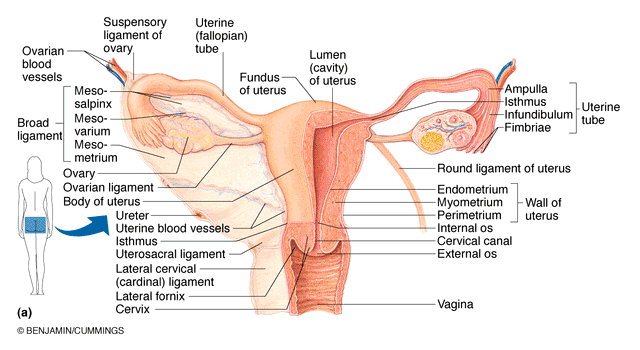 Suspensory
ligament of
ovary
Uterine
(fallopian)
tube
Ovarian
blood
vessels
Lumen
(cavity)
of uterus
Fundus
of uterus
Broad
ligament
Meso-
salpinx
Meso-
varium
Meso-
metrium
Ovary
Ovarian ligament
Body of uterus
Ureter
Uterine blood vessels
Isthmus
Uterosacral ligament
Lateral cervical
(cardinal) ligament
Lateral fornix
Cervix
Ampulla
Isthmus
Infundibulum
Fimbriae
Uterine
tube
Round ligament of uterus
Endometrium
Myometrium
Perimetrium
Wall of
uterus
Internal os
Cervical canal
External os
Vagina
(a)
© BENJAMIN/CUMMINGS